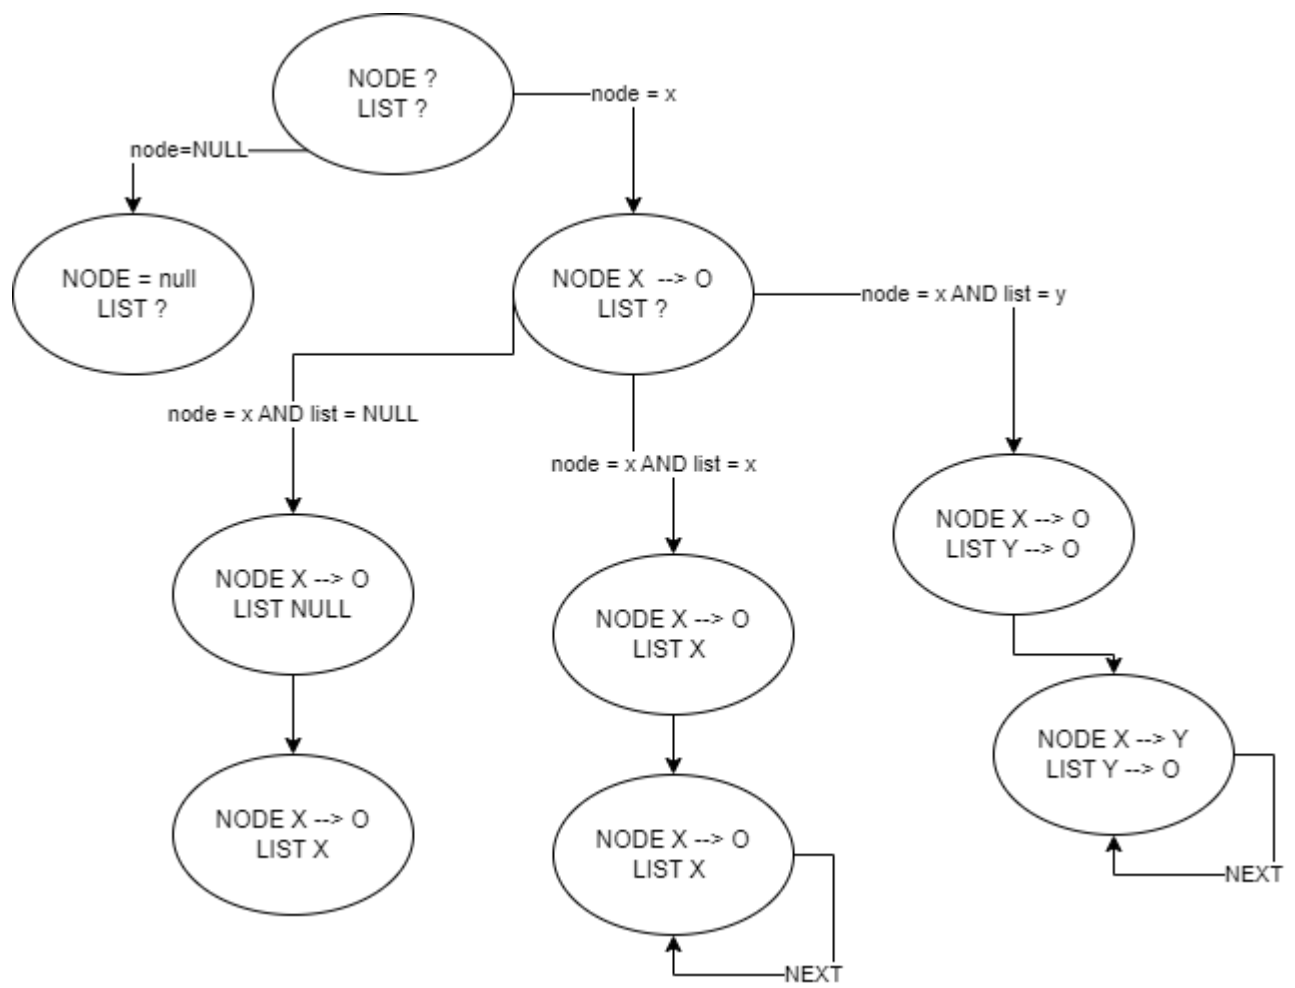 NODE ?
LIST ?
node = x
node=NULL
NODE = null
LIST ?
NODE X --> O
LIST ?
node = x AND list = y
node = x AND list = NULL
node = x AND list = x
NODE X --> O
LIST Y --> O
NODE X --> O
LIST NULL
NODE X --> O
LIST X
NODE X --> Y
LIST Y --> O
NODE X --> O
LIST X
NODE X --> O
LIST X
NEXT
NEXT